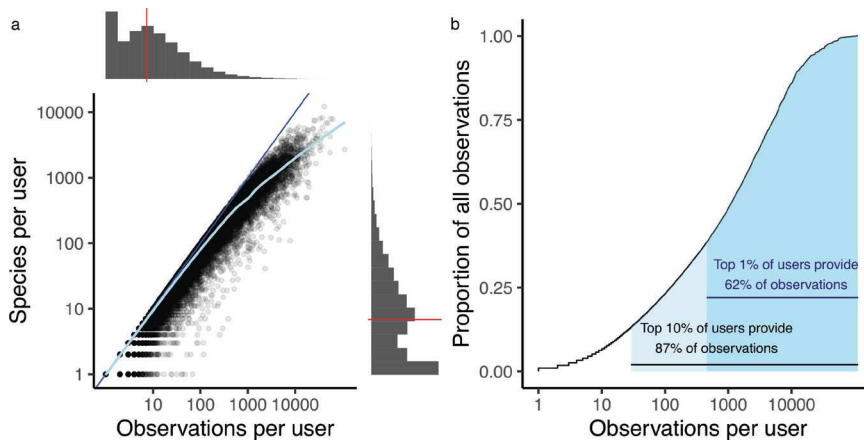 a
Species per user
10000
1000
100
10
1
10
100
1000
10000
Observations per user
b
Proportion of all observations
1.00
0.75
0.50
0.25
0.00
Top 1% of users provide
62% of observations
Top 10% of users provide
87% of observations
1
10
100
1000
10000
Observations per user